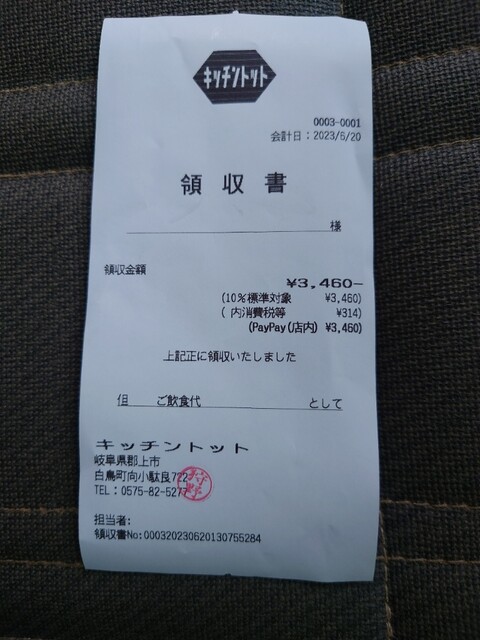 キッチントット
0003-0001
会計日：2023/6/20
領収書
様
領収金額
¥3,460-
(10%標準対象 ¥3,460)
( 内消費税等 ¥314)
(PayPay(店内) ¥3,460)
上記正に領収いたしました
但 ご飲食代 として
キッチントット
岐阜県郡上市
白鳥町向小駄良722
TEL：0575-82-5277
担当者:
領収書No:000320230620130755284